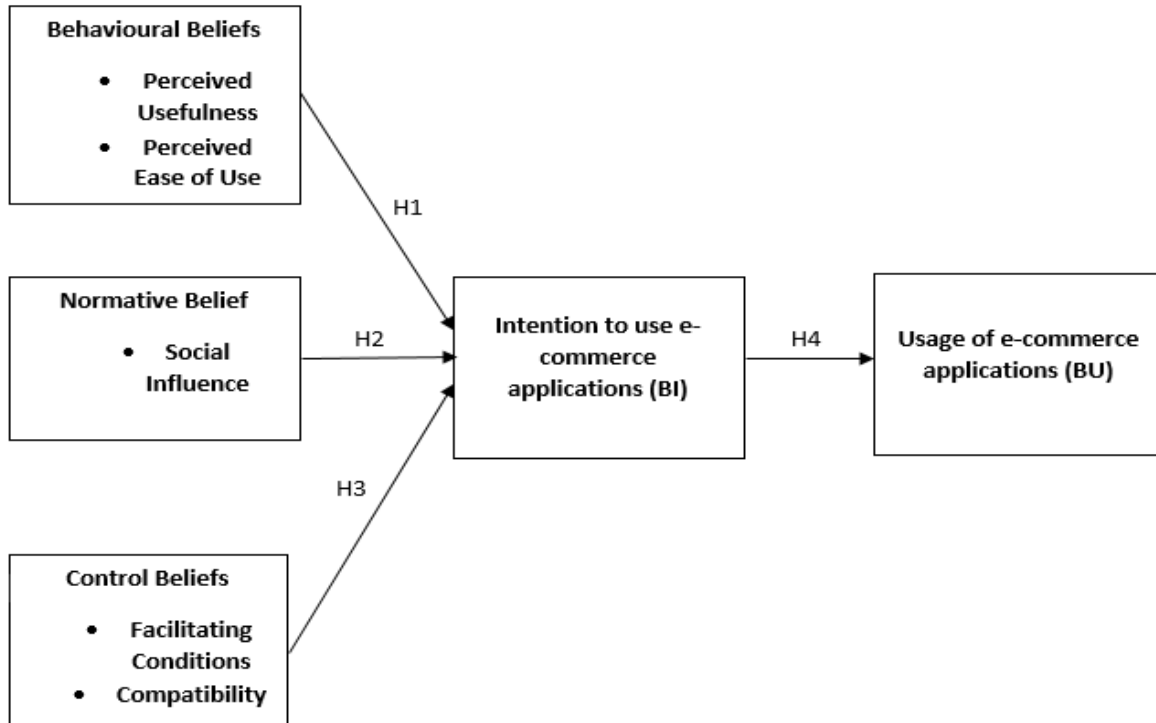 Behavioural Beliefs
• Perceived
Usefulness
• Perceived
Ease of Use
H1
Normative Belief
• Social
Influence
H2
Intention to use e-
commerce
applications (BI)
H4
Usage of e-commerce
applications (BU)
H3
Control Beliefs
• Facilitating
Conditions
• Compatibility